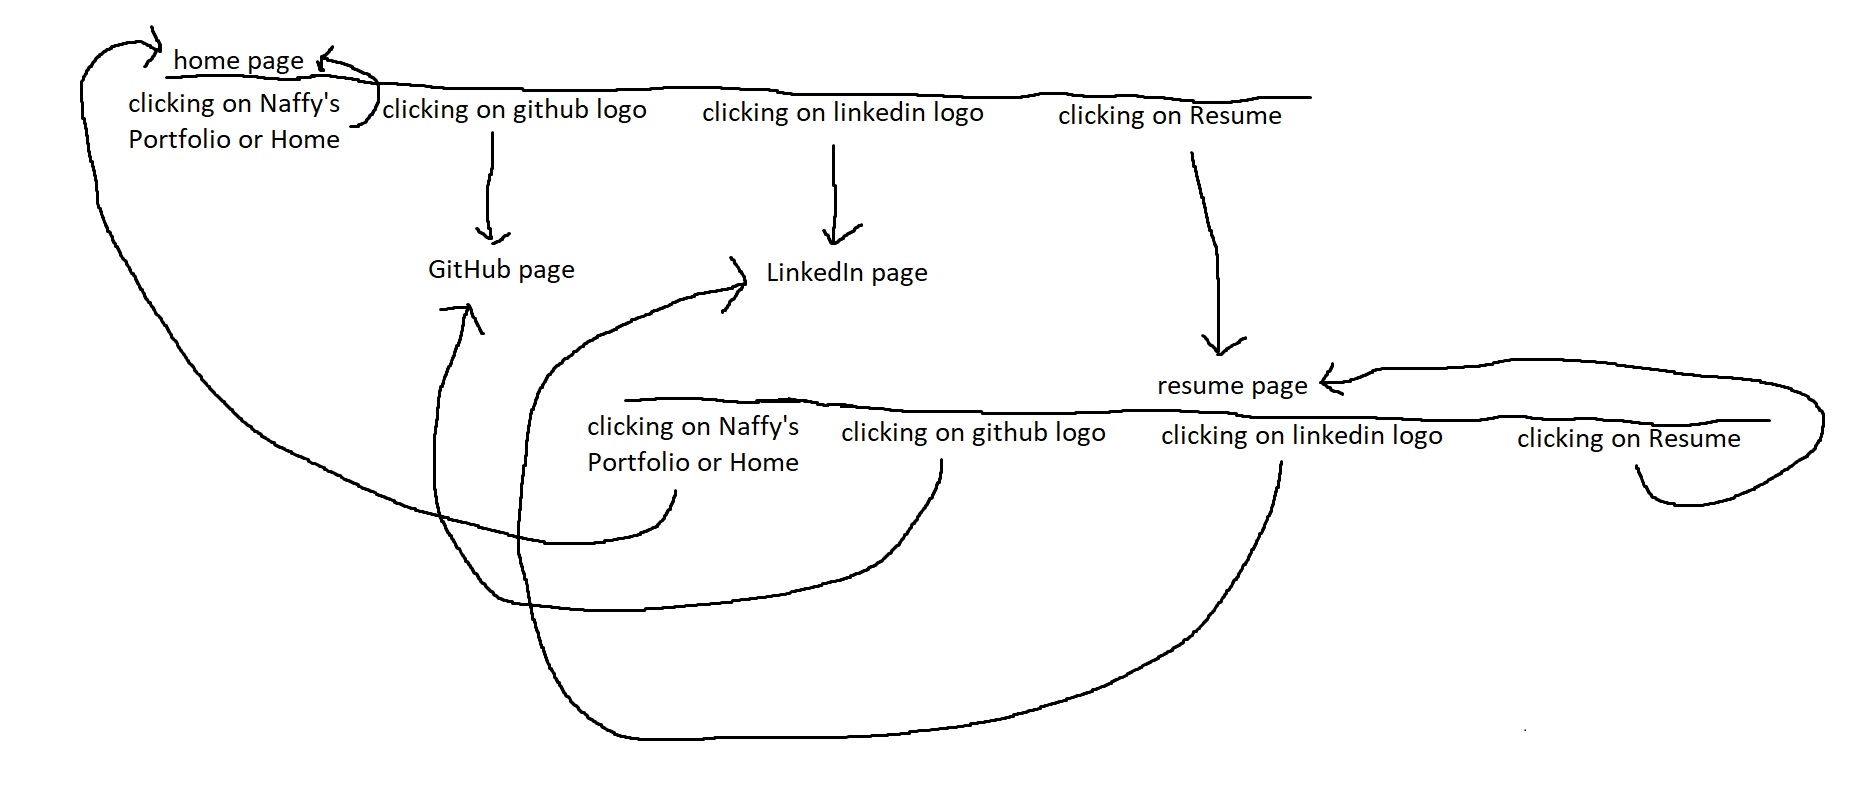 home page
clicking on Naffy's
Portfolio or Home
clicking on github logo
clicking on linkedin logo
clicking on Resume
GitHub page
LinkedIn page
resume page
clicking on Naffy's
Portfolio or Home
clicking on github logo
clicking on linkedin logo
clicking on Resume